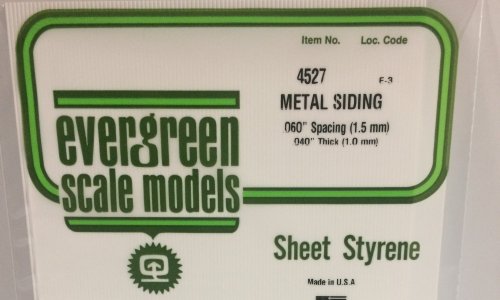 Item No. Loc. Code
4527 F-3
METAL SIDING
.060" Spacing (1.5 mm)
.040" Thick (1.0 mm)
evergreen
scale models
Sheet Styrene
Made in U.S.A